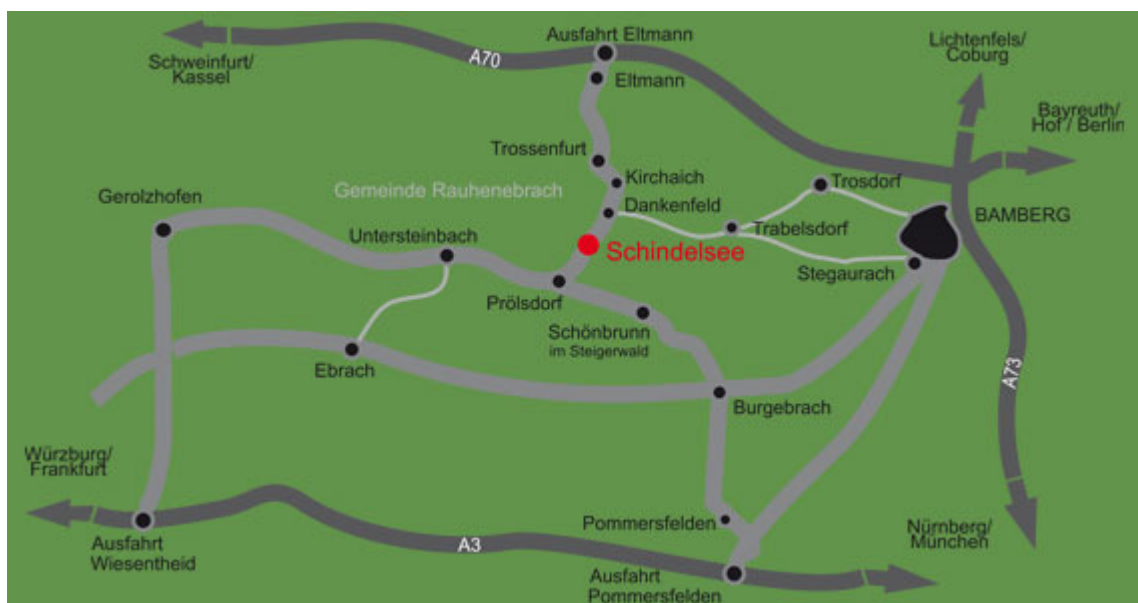 Ausfahrt Eltmann
Lichtenfels/
Coburg
A70
Schweinfurt/
Kassel
Eltmann
Bayreuth/
Hof / Berlin
Trossenfurt
Kirchaich
Trosdorf
Gemeinde Rauhenebrach
Gerolzhofen
Dankenfeld
BAMBERG
Trabelsdorf
Untersteinbach
Schindelsee
Stegaurach
Prölsdorf
Schönbrunn
im Steigerwald
Ebrach
A73
Burgebrach
Würzburg/
Frankfurt
Pommersfelden
Nürnberg/
München
Ausfahrt
Wiesentheid
A3
Ausfahrt
Pommersfelden